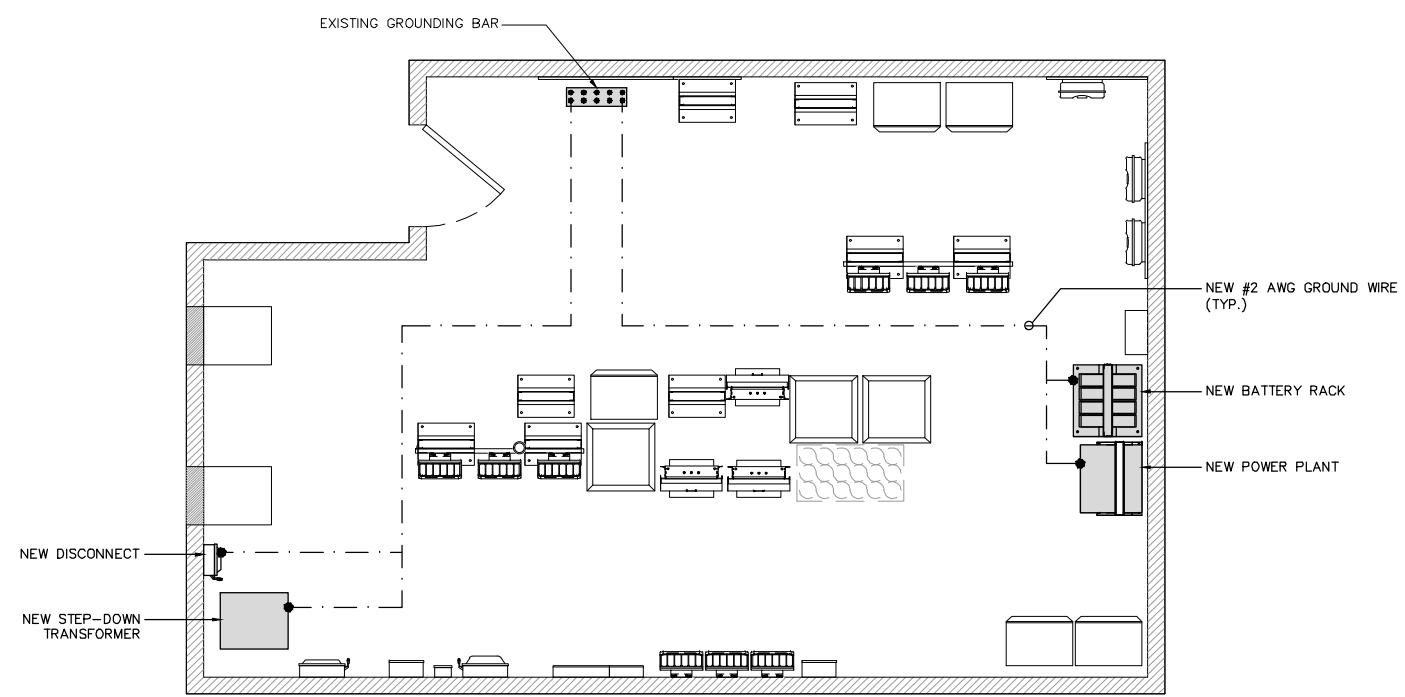 EXISTING GROUNDING BAR
NEW #2 AWG GROUND WIRE
(TYP.)
NEW BATTERY RACK
NEW POWER PLANT
NEW DISCONNECT
NEW STEP-DOWN
TRANSFORMER